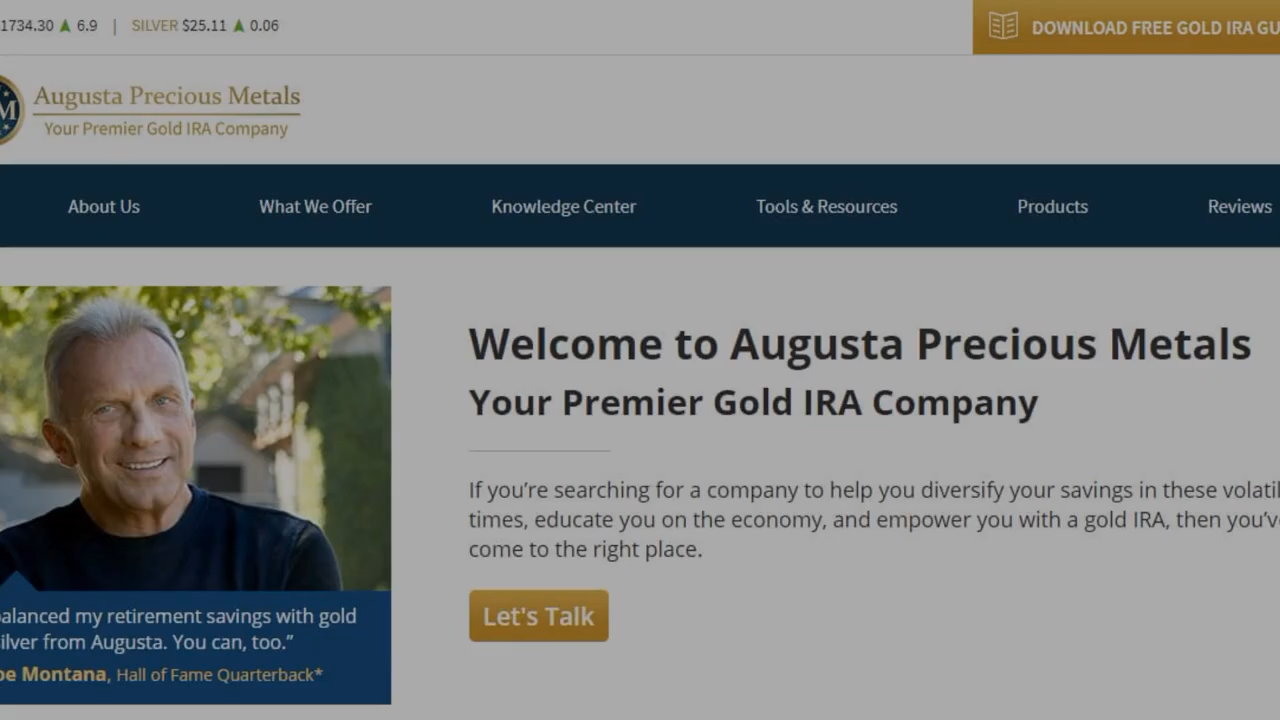 1734.30 ▲ 6.9 | SILVER $25.11 ▲ 0.06
DOWNLOAD FREE GOLD IRA GU
M
Augusta Precious Metals
Your Premier Gold IRA Company
About Us What We Offer Knowledge Center Tools & Resources Products Reviews
Welcome to Augusta Precious Metals
Your Premier Gold IRA Company
If you're searching for a company to help you diversify your savings in these volatil
times, educate you on the economy, and empower you with a gold IRA, then you'v
come to the right place.
Let's Talk
alanced my retirement savings with gold
ilver from Augusta. You can, too.”
oe Montana, Hall of Fame Quarterback*